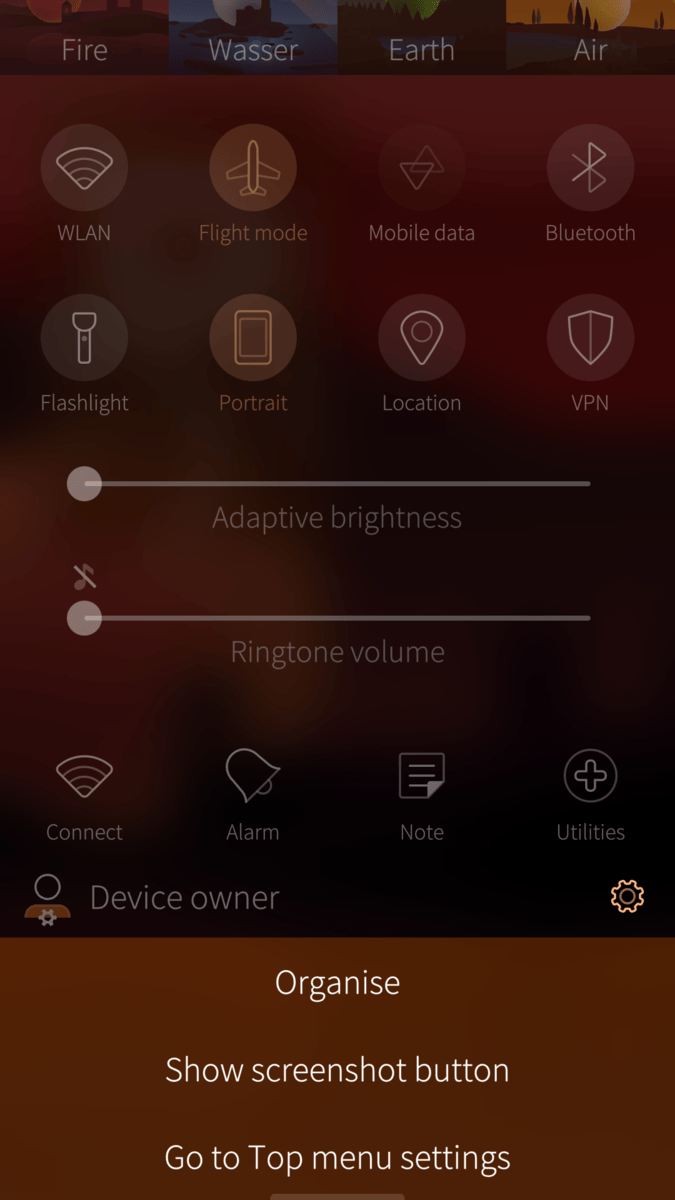 Fire Wasser Earth Air
WLAN Flight mode Mobile data Bluetooth
Flashlight Portrait Location VPN
Adaptive brightness
Ringtone volume
Connect Alarm Note Utilities
Device owner
Organise
Show screenshot button
Go to Top menu settings